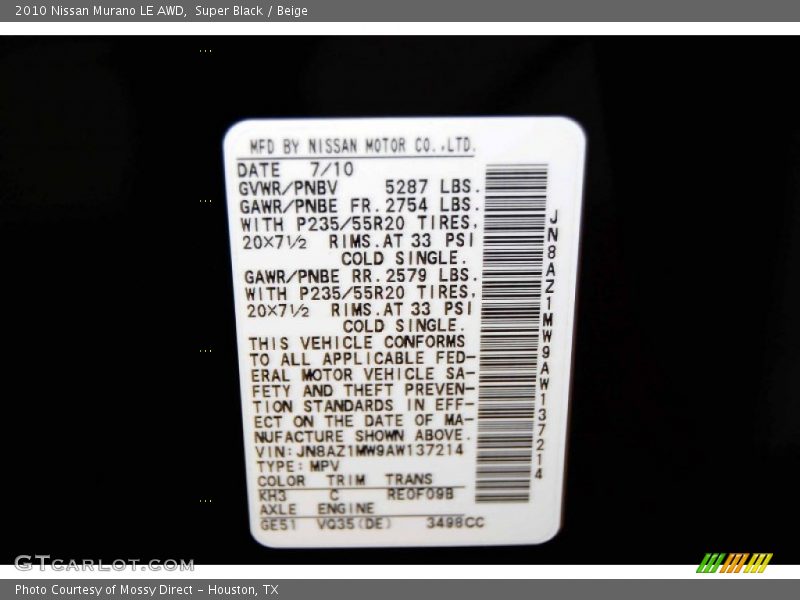 2010 Nissan Murano LE AWD,  Super Black / Beige
MFD BY NISSAN MOTOR CO.,LTD.
DATE 7/10
GVWR/PNBV 5287 LBS.
GAWR/PNBE FR. 2754 LBS.
WITH P235/55R20 TIRES,
20×7½ RIMS.AT 33 PSI
COLD SINGLE.
GAWR/PNBE RR. 2579 LBS.
WITH P235/55R20 TIRES,
20×7½ RIMS.AT 33 PSI
COLD SINGLE.
THIS VEHICLE CONFORMS
TO ALL APPLICABLE FED-
ERAL MOTOR VEHICLE SA-
FETY AND THEFT PREVEN-
TION STANDARDS IN EFF-
ECT ON THE DATE OF MA-
NUFACTURE SHOWN ABOVE.
VIN:JN8AZ1MW9AW137214
TYPE:MPV
COLOR TRIM TRANS
KH3 C RE0F09B
AXLE ENGINE
GE51 VQ35(DE) 3498CC
JN8AZ1MW9AW137214
GTcarlot.com
Photo Courtesy of Mossy Direct – Houston, TX